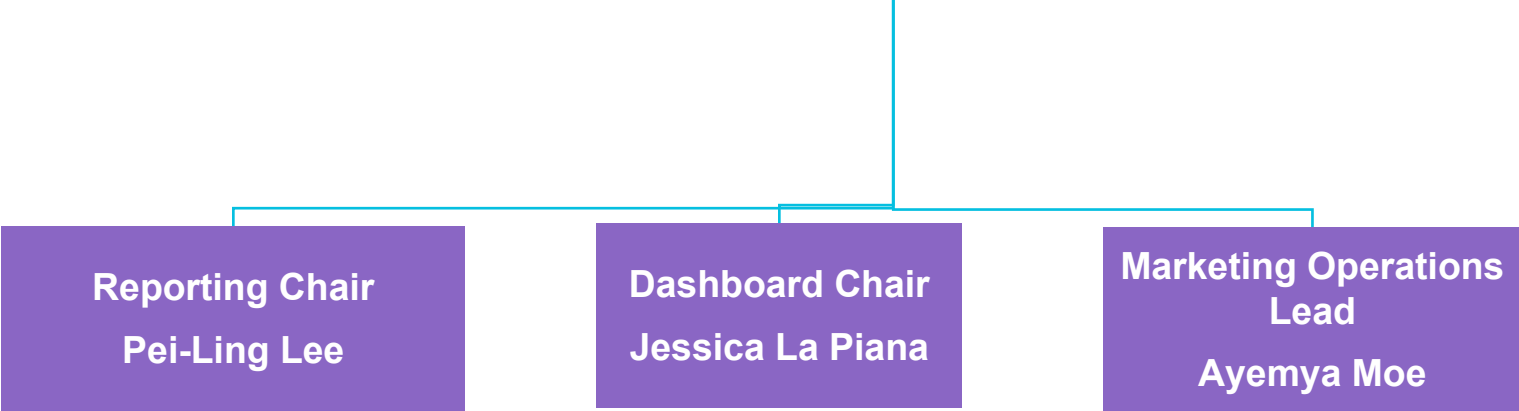 Reporting Chair
Pei-Ling Lee
Dashboard Chair
Jessica La Piana
Marketing Operations
Lead
Ayemya Moe